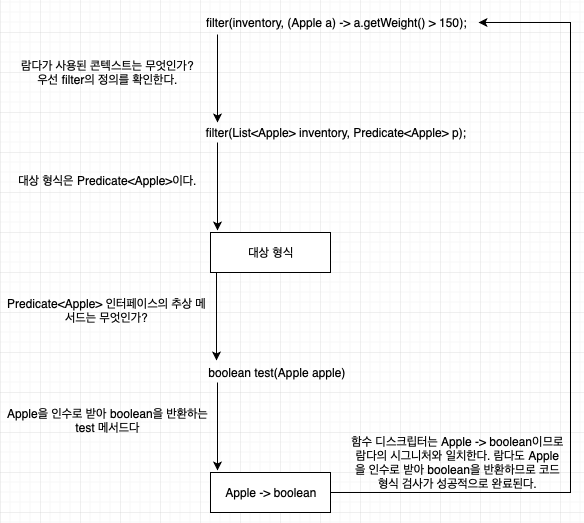 filter(inventory, (Apple a) -> a.getWeight() > 150);
람다가 사용된 콘텍스트는 무엇인가?
우선 filter의 정의를 확인한다.
filter(List<Apple> inventory, Predicate<Apple> p);
대상 형식은 Predicate<Apple>이다.
대상 형식
Predicate<Apple> 인터페이스의 추상 메
서드는 무엇인가?
boolean test(Apple apple)
Apple을 인수로 받아 boolean을 반환하는
test 메서드다
함수 디스크립터는 Apple -> boolean이므로
람다의 시그니처와 일치한다. 람다도 Apple
을 인수로 받아 boolean을 반환하므로 코드
형식 검사가 성공적으로 완료된다.
Apple -> boolean